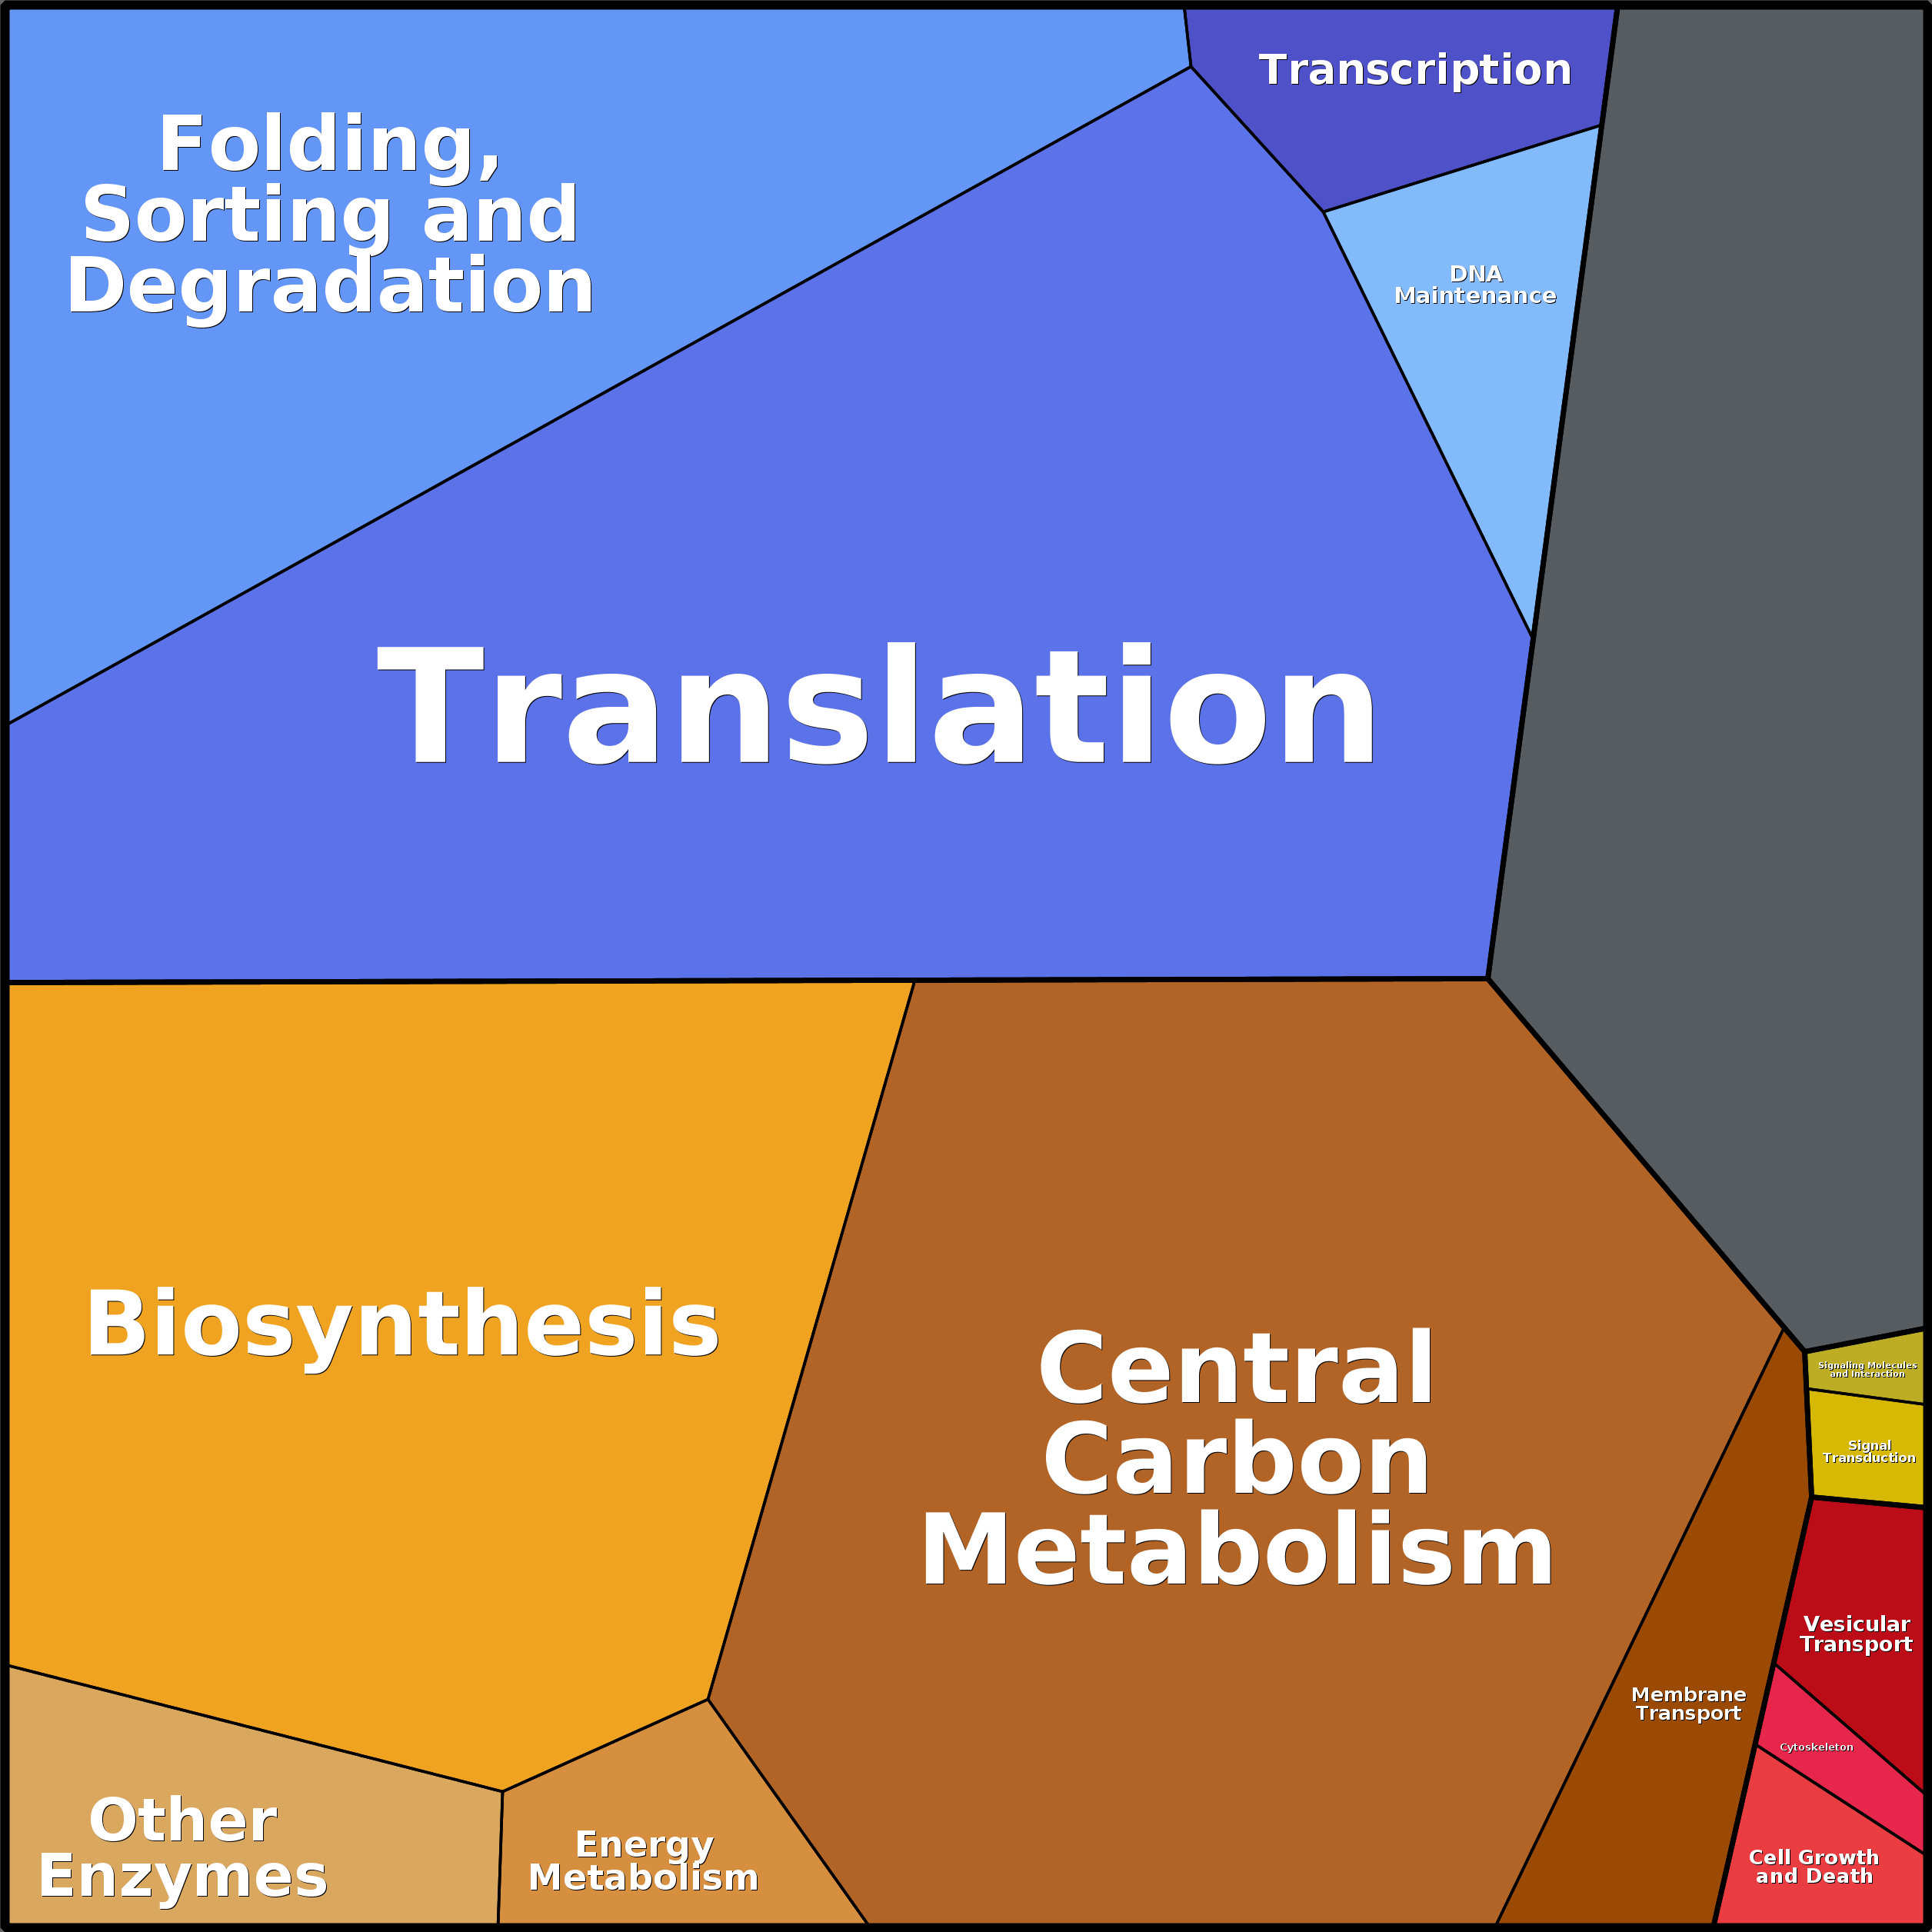 Transcription
Folding,
Sorting and
Degradation
DNA
Maintenance
Translation
Biosynthesis
Central
Carbon
Metabolism
Signaling Molecules
and Interaction
Signal
Transduction
Vesicular
Transport
Membrane
Transport
Cytoskeleton
Other
Enzymes
Energy
Metabolism
Cell Growth
and Death